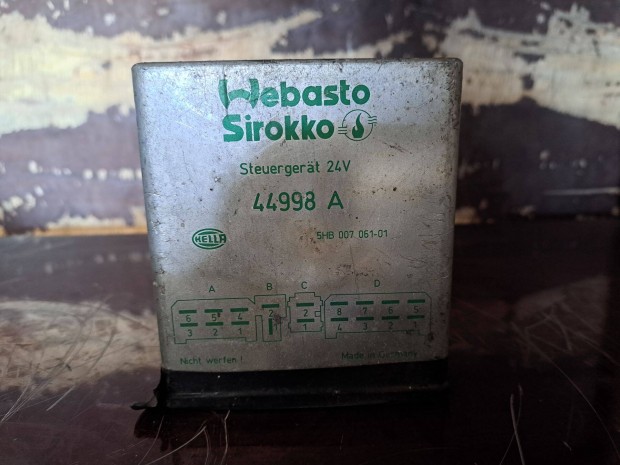 Webasto
Sirokko
Steuergerät 24V
44998 A
HELLA 5HB 007 061-01
A B C D
6 5 4 2 2 8 7 6 5
3 2 1 1 1 4 3 2 1
Nicht werfen! Made in Germany